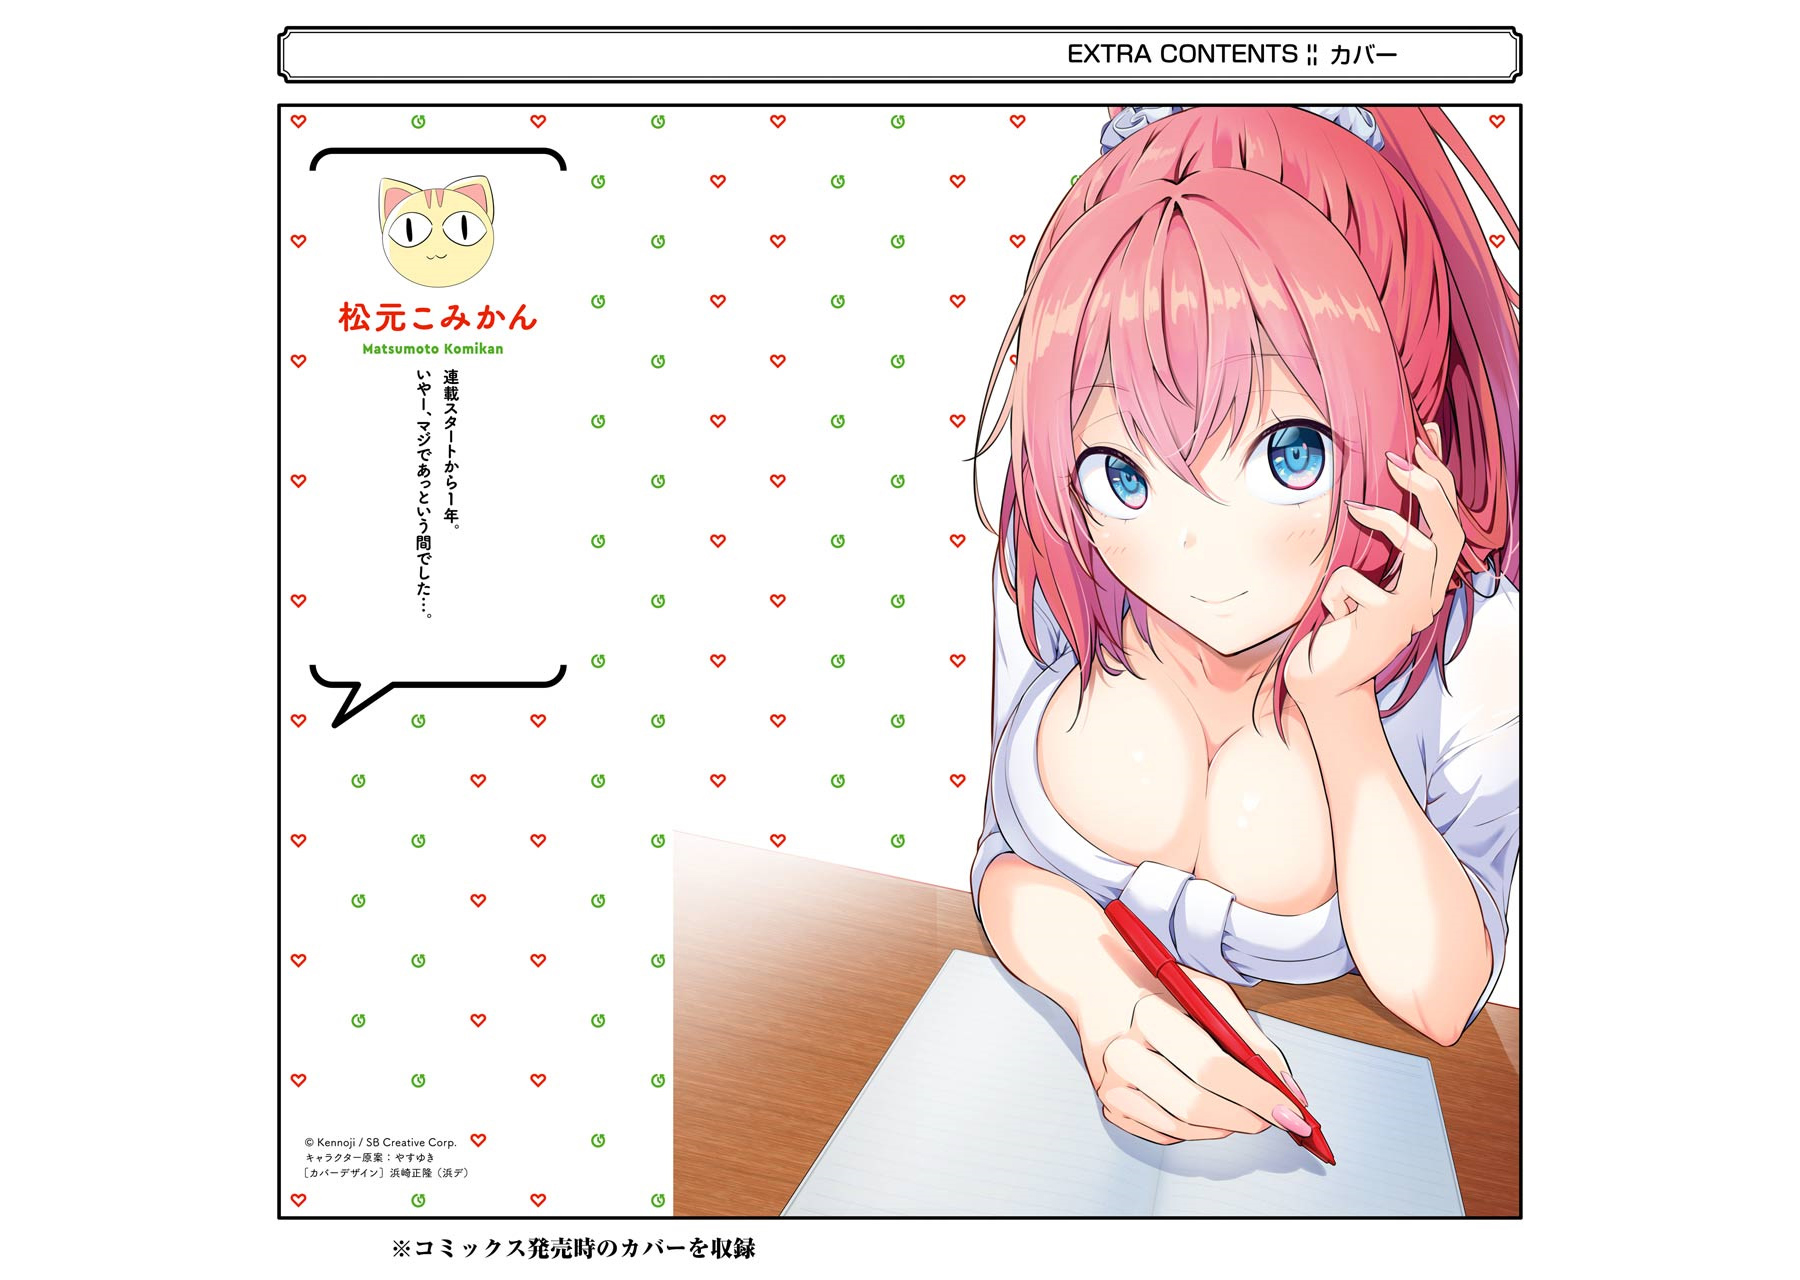 EXTRA CONTENTS ¦¦ カバー
松元こみかん
Matsumoto Komikan
連載スタートから1年。
いやー、マジであっという間でした…。
© Kennoji / SB Creative Corp.
キャラクター原案：やすゆき
［カバーデザイン］浜崎正隆（浜デ）
※コミックス発売時のカバーを収録